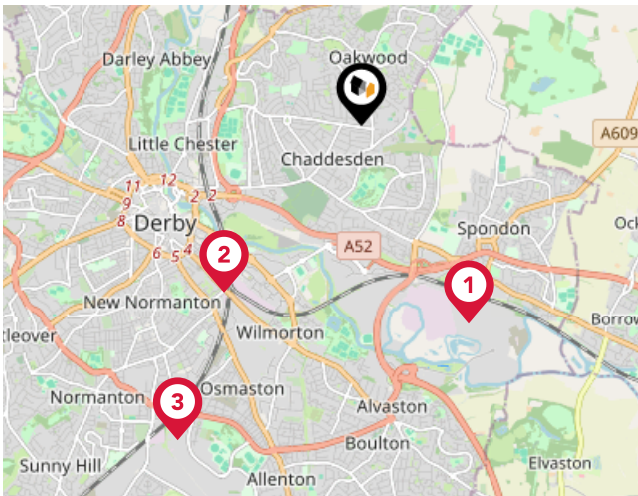 Oakwood
Darley Abbey
A609
Little Chester
Chaddesden
11
12
9
2
2
8
Derby
Spondon
Ock
A52
6
5
4
2
1
New Normanton
Borrow
tleover
Wilmorton
Osmaston
Normanton
3
Alvaston
Boulton
Sunny Hill
Elvaston
Allenton